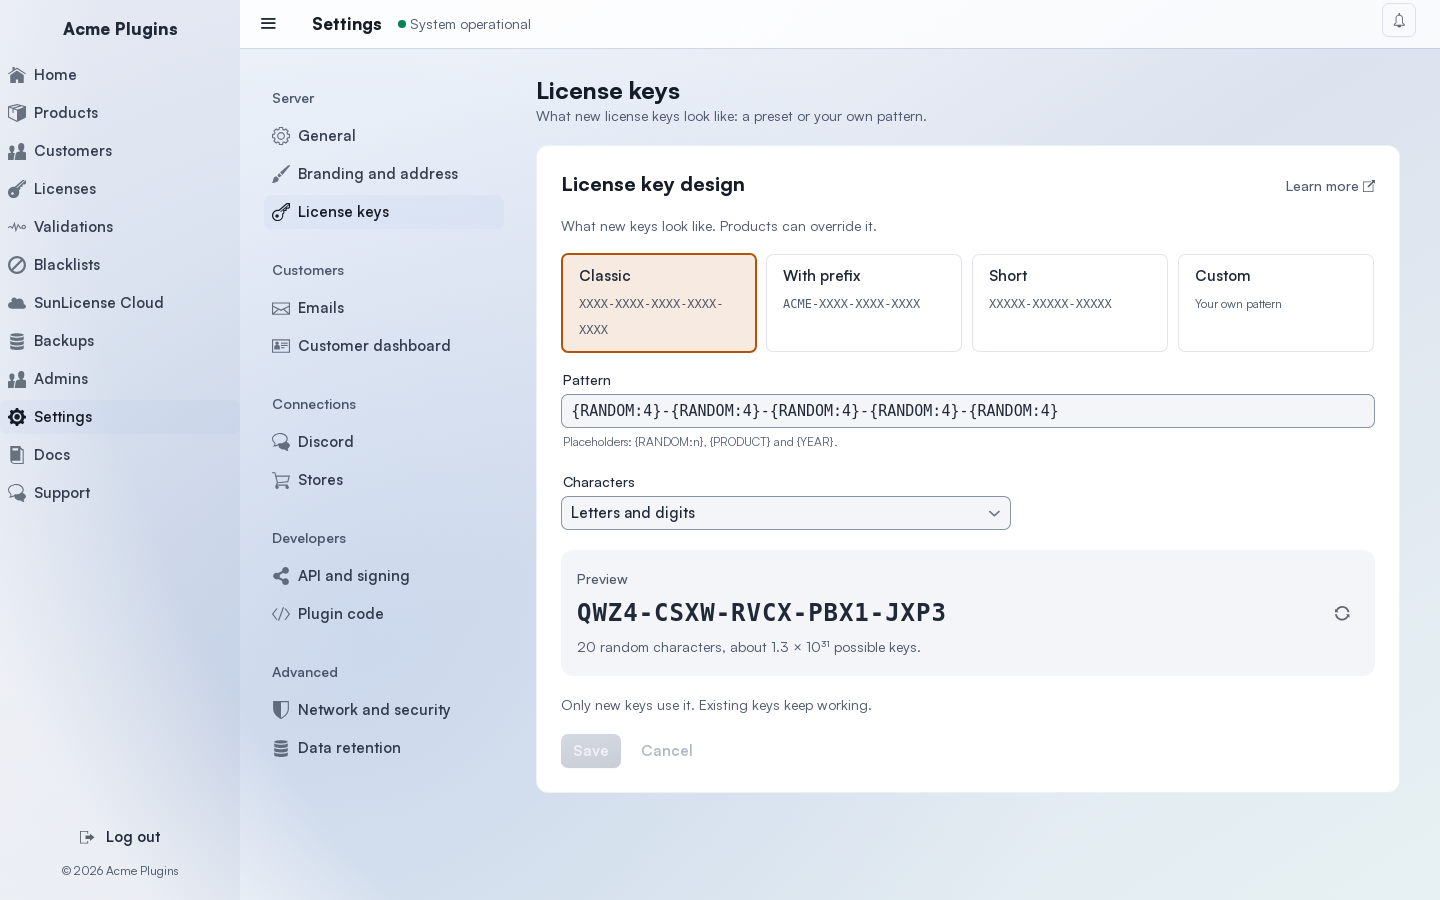 Acme Plugins
Home
Products
Customers
Licenses
Validations
Blacklists
SunLicense Cloud
Backups
Admins
Settings
Docs
Support
Log out
© 2026 Acme Plugins
Settings
System operational
Server
General
Branding and address
License keys
Customers
Emails
Customer dashboard
Connections
Discord
Stores
Developers
API and signing
Plugin code
Advanced
Network and security
Data retention
License keys
What new license keys look like: a preset or your own pattern.
License key design
Learn more
What new keys look like. Products can override it.
Classic
XXXX-XXXX-XXXX-XXXX-
XXXX
With prefix
ACME-XXXX-XXXX-XXXX
Short
XXXXX-XXXXX-XXXXX
Custom
Your own pattern
Pattern
{RANDOM:4}-{RANDOM:4}-{RANDOM:4}-{RANDOM:4}-{RANDOM:4}
Placeholders: {RANDOM:n}, {PRODUCT} and {YEAR}.
Characters
Letters and digits
Preview
QWZ4-CSXW-RVCX-PBX1-JXP3
20 random characters, about 1.3 × 10³¹ possible keys.
Only new keys use it. Existing keys keep working.
Save
Cancel